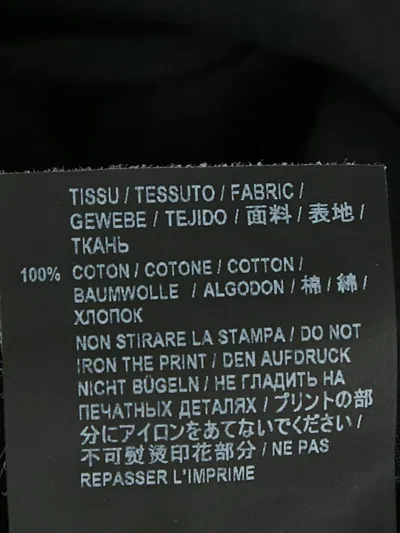 TISSU / TESSUTO / FABRIC /
GEWEBE / TEJIDO / 面料 / 表地 /
ТКАНЬ
100% COTON / COTONE / COTTON /
BAUMWOLLE / ALGODON / 棉 / 綿 /
ХЛОПОК
NON STIRARE LA STAMPA / DO NOT
IRON THE PRINT / DEN AUFDRUCK
NICHT BÜGELN / НЕ ГЛАДИТЬ НА
ПЕЧАТНЫХ ДЕТАЛЯХ / プリントの部
分にアイロンをあてないでください /
不可熨烫印花部分 / NE PAS
REPASSER L'IMPRIME